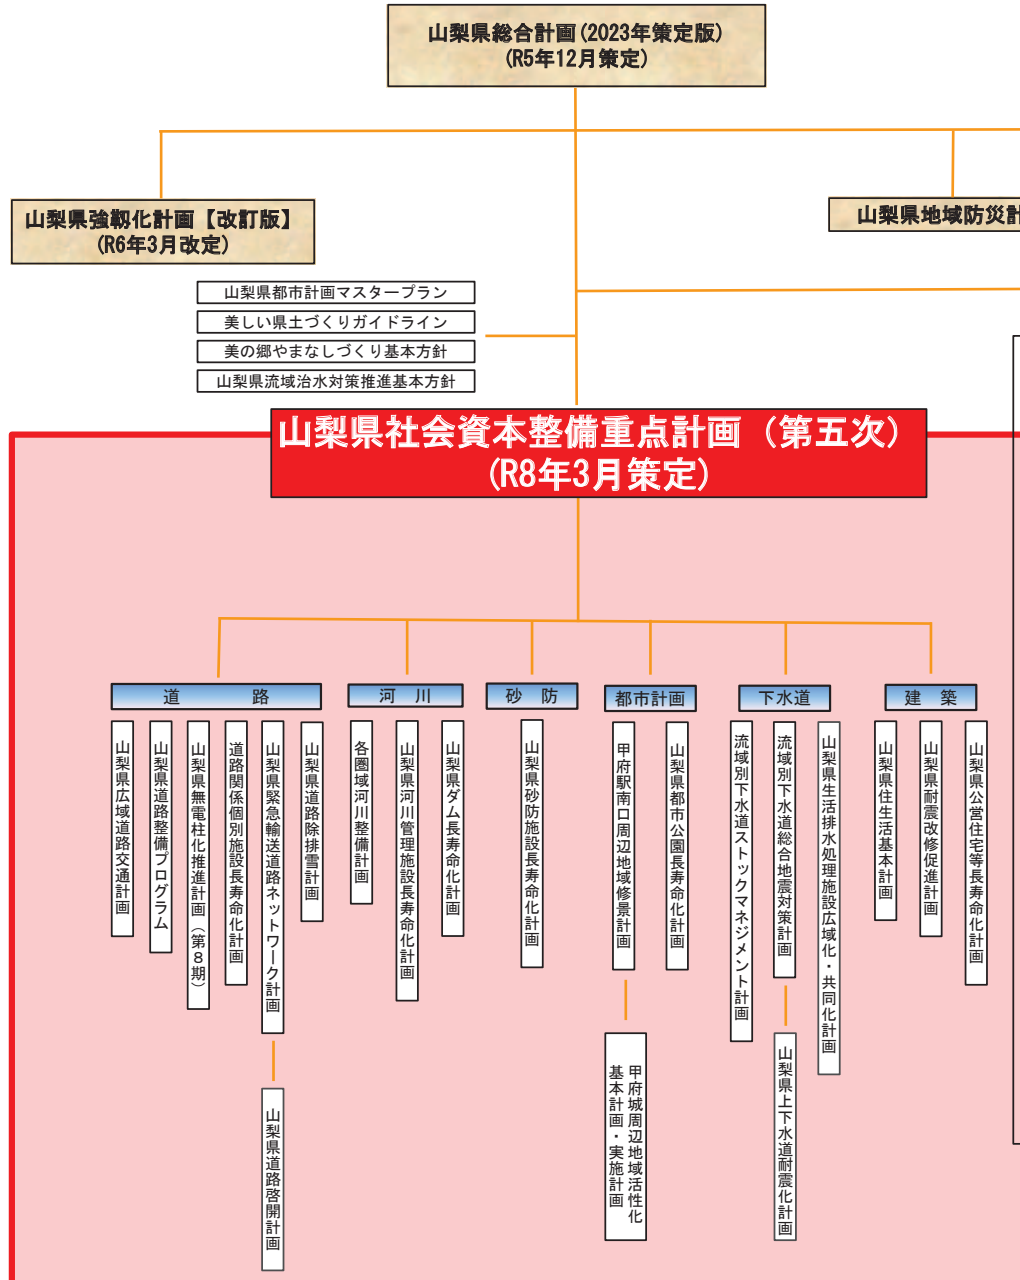 山梨県総合計画(2023年策定版)
(R5年12月策定)
山梨県強靱化計画【改訂版】
(R6年3月改定)
山梨県地域防災計
山梨県都市計画マスタープラン
美しい県土づくりガイドライン
美の郷やまなしづくり基本方針
山梨県流域治水対策推進基本方針
山梨県社会資本整備重点計画（第五次）
(R8年3月策定)
道　　路
山梨県広域道路交通計画
山梨県道路整備プログラム
山梨県無電柱化推進計画（第８期）
道路関係個別施設長寿命化計画
山梨県緊急輸送道路ネットワーク計画
山梨県道路除排雪計画
山梨県道路啓開計画
河　川
各圏域河川整備計画
山梨県河川管理施設長寿命化計画
山梨県ダム長寿命化計画
砂　防
山梨県砂防施設長寿命化計画
都市計画
甲府駅南口周辺地域修景計画
山梨県都市公園長寿命化計画
甲府城周辺地域活性化
基本計画・実施計画
下水道
流域別下水道ストックマネジメント計画
流域別下水道総合地震対策計画
山梨県生活排水処理施設広域化・共同化計画
山梨県上下水道耐震化計画
建　築
山梨県住生活基本計画
山梨県耐震改修促進計画
山梨県公営住宅等長寿命化計画